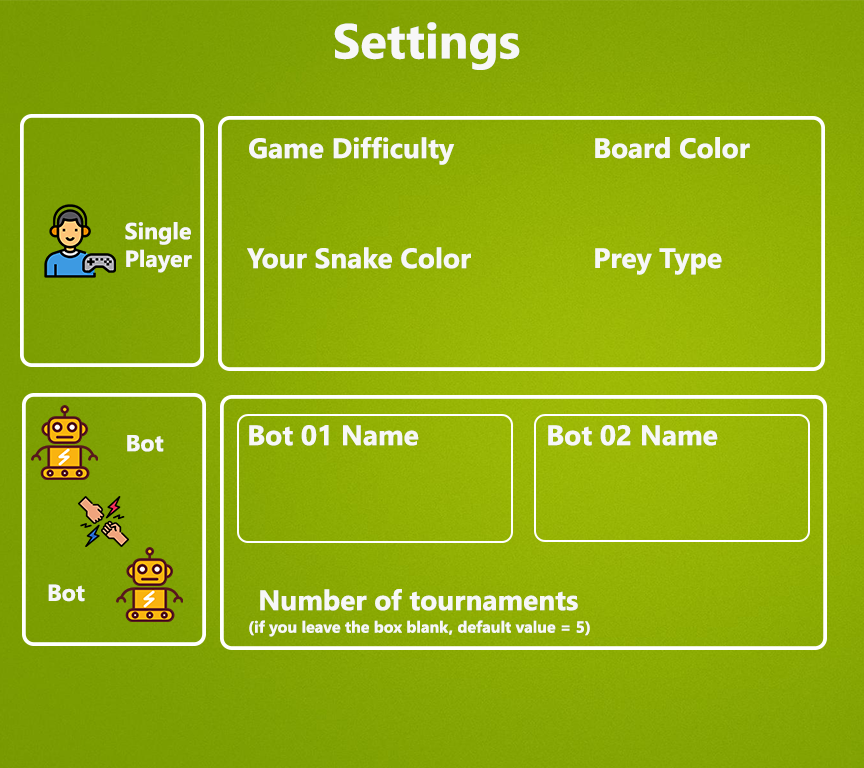 Settings
Single
Player
Game Difficulty
Board Color
Your Snake Color
Prey Type
Bot
Bot
Bot 01 Name
Bot 02 Name
Number of tournaments
(if you leave the box blank, default value = 5)